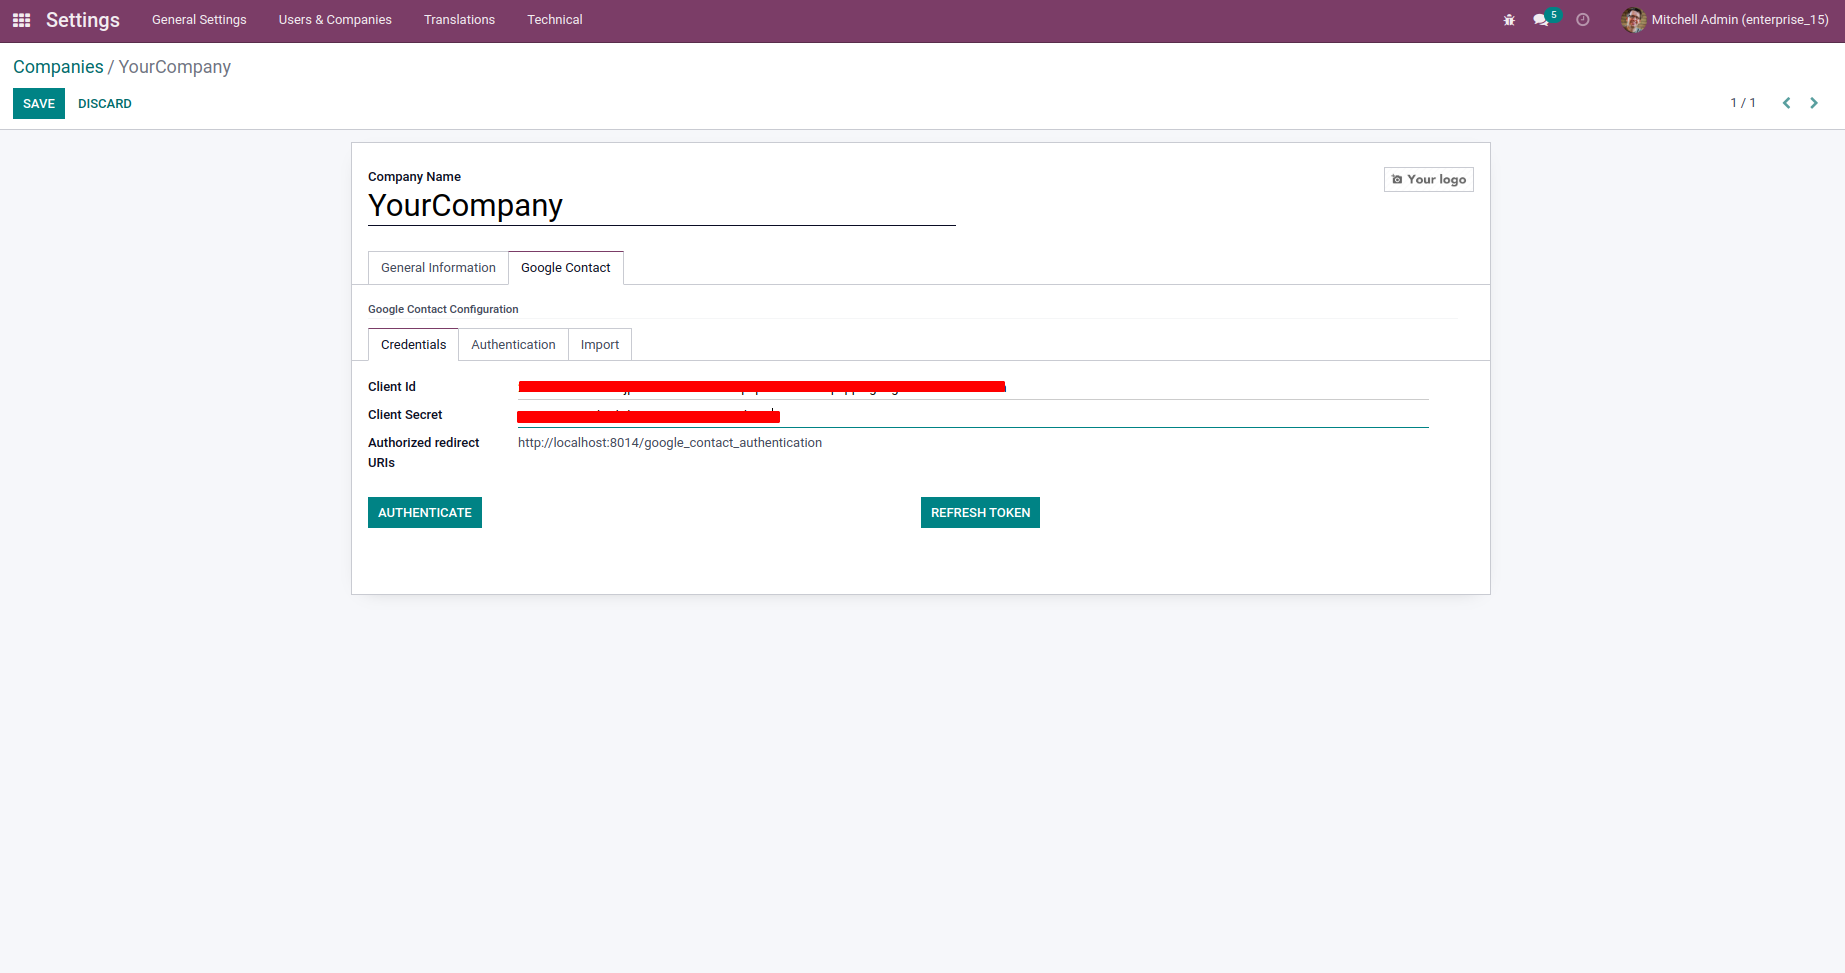 Settings General Settings Users & Companies Translations Technical 5 Mitchell Admin (enterprise_15)
Companies / YourCompany
SAVE DISCARD 1 / 1
Company Name
Your logo
YourCompany
General Information Google Contact
Google Contact Configuration
Credentials Authentication Import
Client Id
Client Secret
Authorized redirect http://localhost:8014/google_contact_authentication
URIs
AUTHENTICATE REFRESH TOKEN